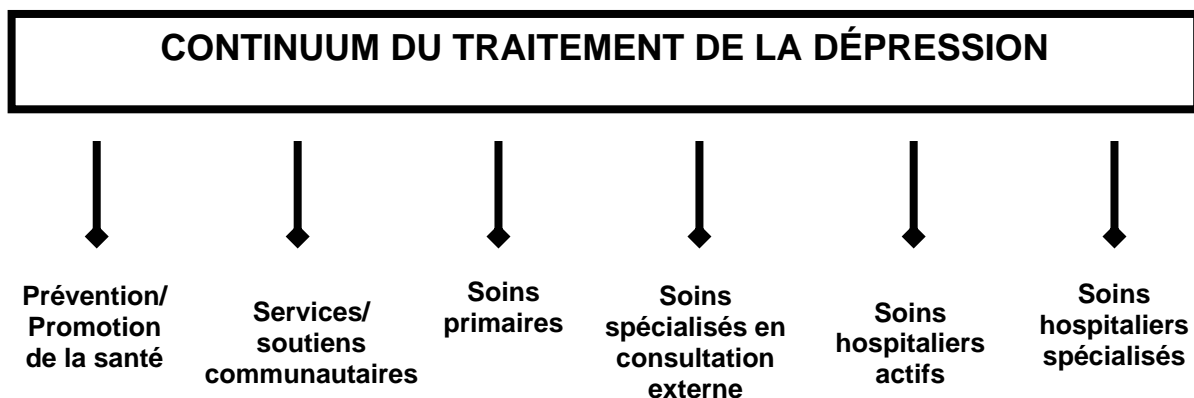 CONTINUUM DU TRAITEMENT DE LA DÉPRESSION
Prévention/
Promotion
de la santé
Services/
soutiens
communautaires
Soins
primaires
Soins
spécialisés en
consultation
externe
Soins
hospitaliers
actifs
Soins
hospitaliers
spécialisés